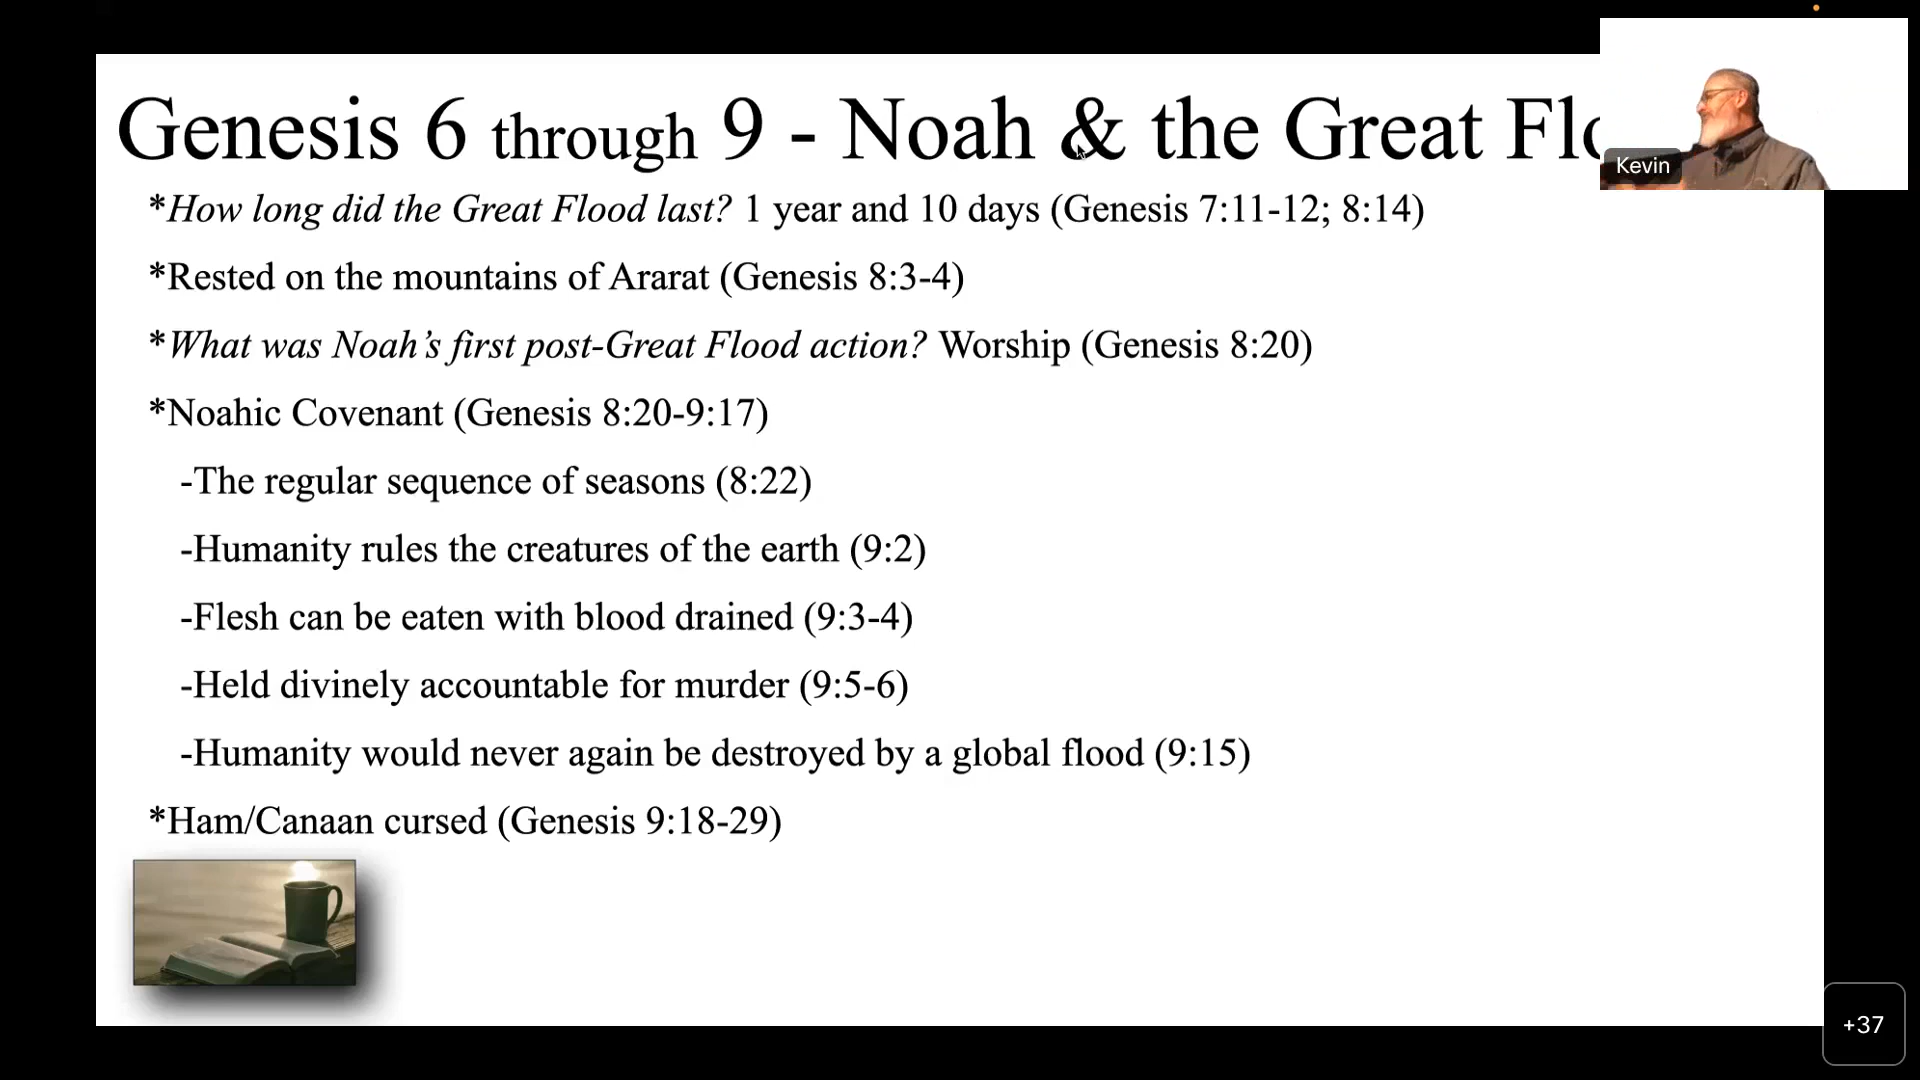 Genesis 6 through 9 - Noah & the Great Flo
Kevin
*How long did the Great Flood last? 1 year and 10 days (Genesis 7:11-12; 8:14)
*Rested on the mountains of Ararat (Genesis 8:3-4)
*What was Noah’s first post-Great Flood action? Worship (Genesis 8:20)
*Noahic Covenant (Genesis 8:20-9:17)
-The regular sequence of seasons (8:22)
-Humanity rules the creatures of the earth (9:2)
-Flesh can be eaten with blood drained (9:3-4)
-Held divinely accountable for murder (9:5-6)
-Humanity would never again be destroyed by a global flood (9:15)
*Ham/Canaan cursed (Genesis 9:18-29)
+37